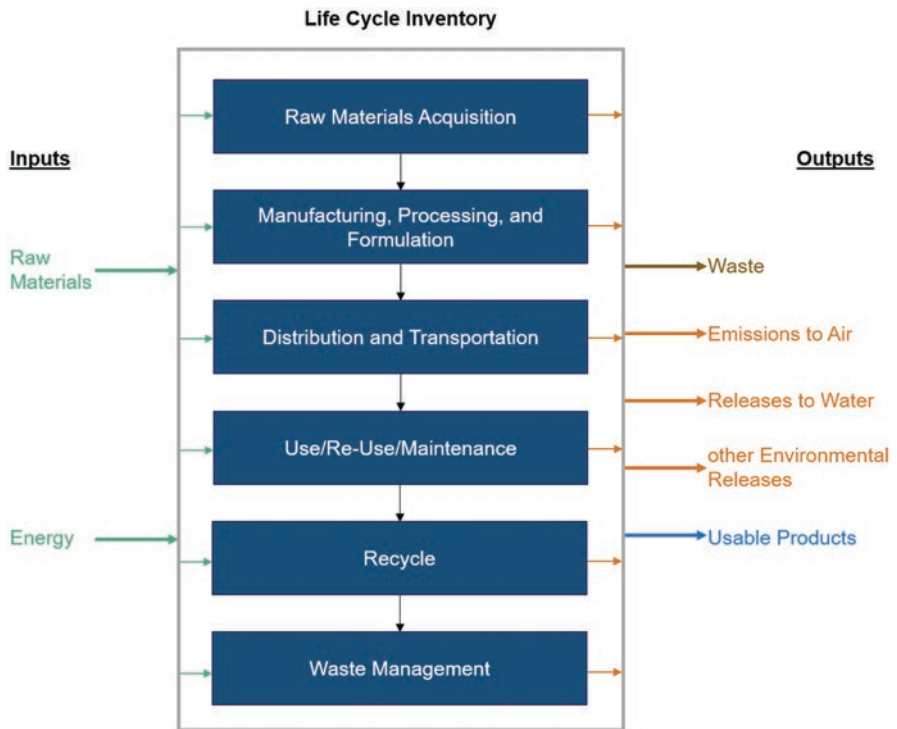 Life Cycle Inventory
Inputs
Raw
Materials
Energy
Raw Materials Acquisition
Manufacturing, Processing, and
Formulation
Distribution and Transportation
Use/Re-Use/Maintenance
Recycle
Waste Management
Outputs
Waste
Emissions to Air
Releases to Water
other Environmental
Releases
Usable Products